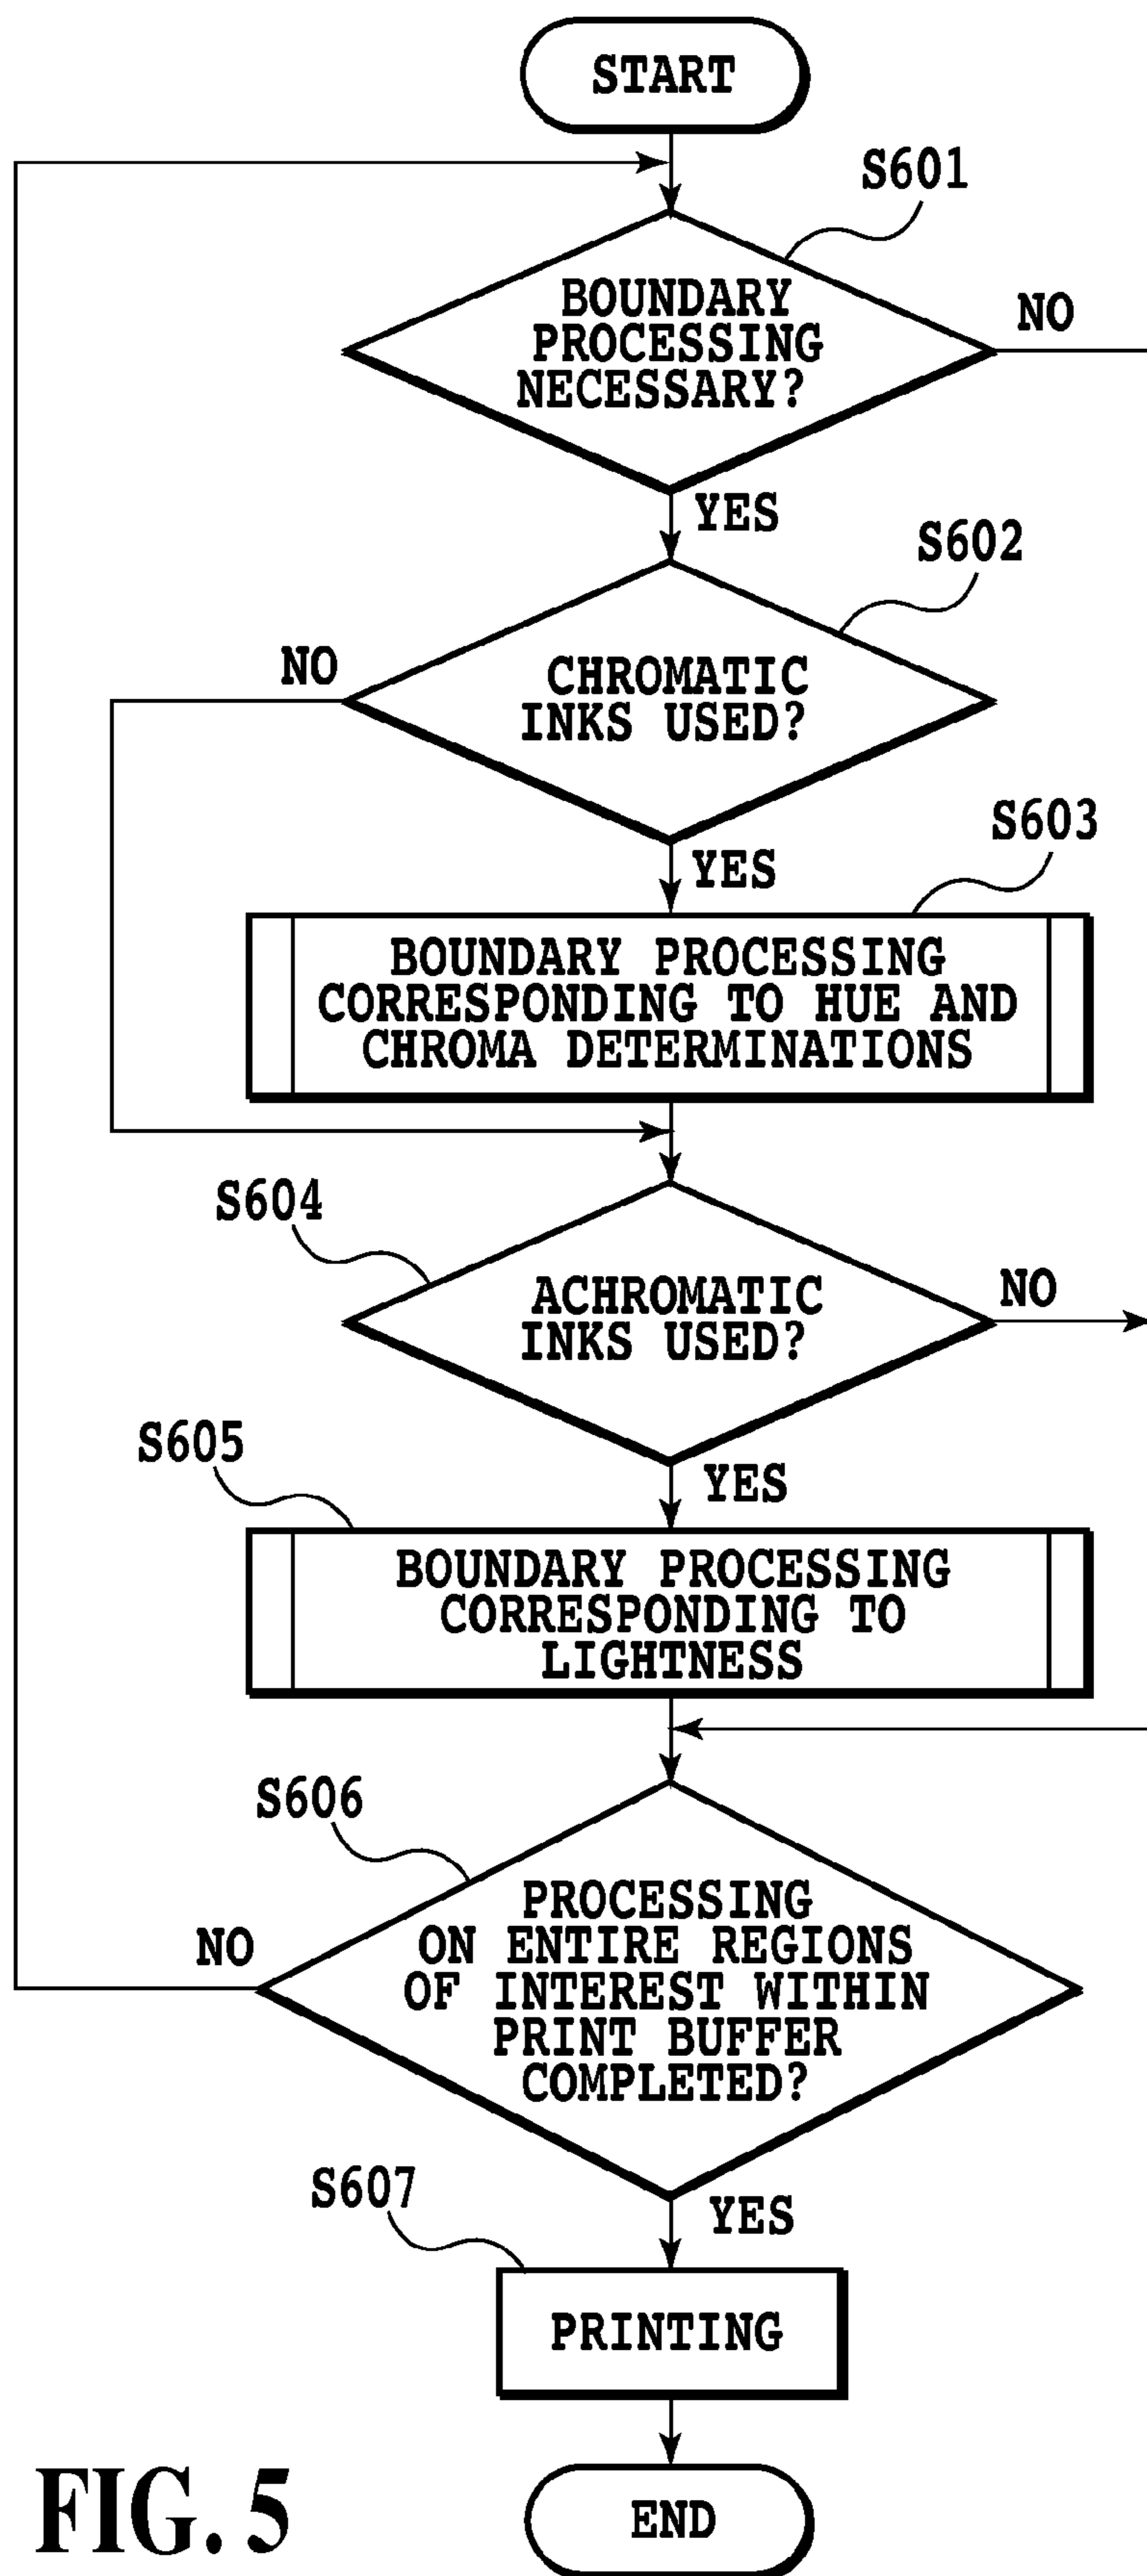 START
S601
BOUNDARY
PROCESSING
NECESSARY?
NO
YES
S602
NO
CHROMATIC
INKS USED?
YES
S603
BOUNDARY PROCESSING
CORRESPONDING TO HUE AND
CHROMA DETERMINATIONS
S604
ACHROMATIC
INKS USED?
NO
S605
YES
BOUNDARY PROCESSING
CORRESPONDING TO
LIGHTNESS
S606
NO
PROCESSING
ON ENTIRE REGIONS
OF INTEREST WITHIN
PRINT BUFFER
COMPLETED?
S607
YES
PRINTING
END
FIG. 5